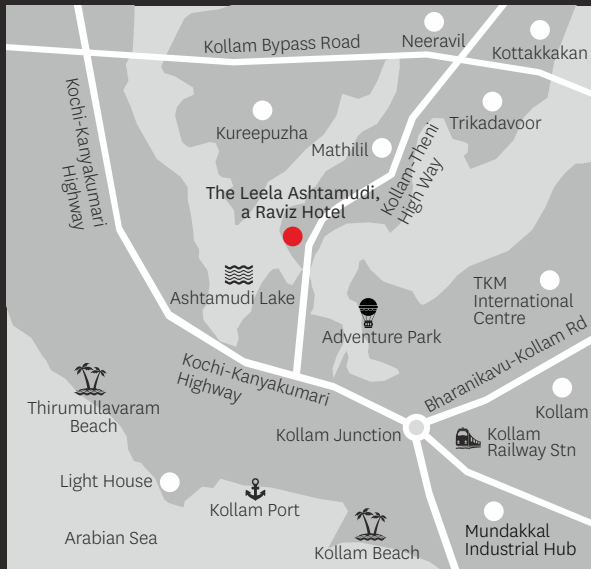 Neeravil
Kollam Bypass Road
Kottakkakan
Kochi-Kanyakumari
Highway
Kureepuzha
Trikadavoor
Mathilil
Kollam-Theni
High Way
The Leela Ashtamudi,
a Raviz Hotel
Ashtamudi Lake
TKM
International
Centre
Adventure Park
Bharanikavu-Kollam Rd
Kochi-Kanyakumari
Highway
Thirumullavaram
Beach
Kollam
Kollam Junction
Kollam
Railway Stn
Light House
Kollam Port
Arabian Sea
Kollam Beach
Mundakkal
Industrial Hub